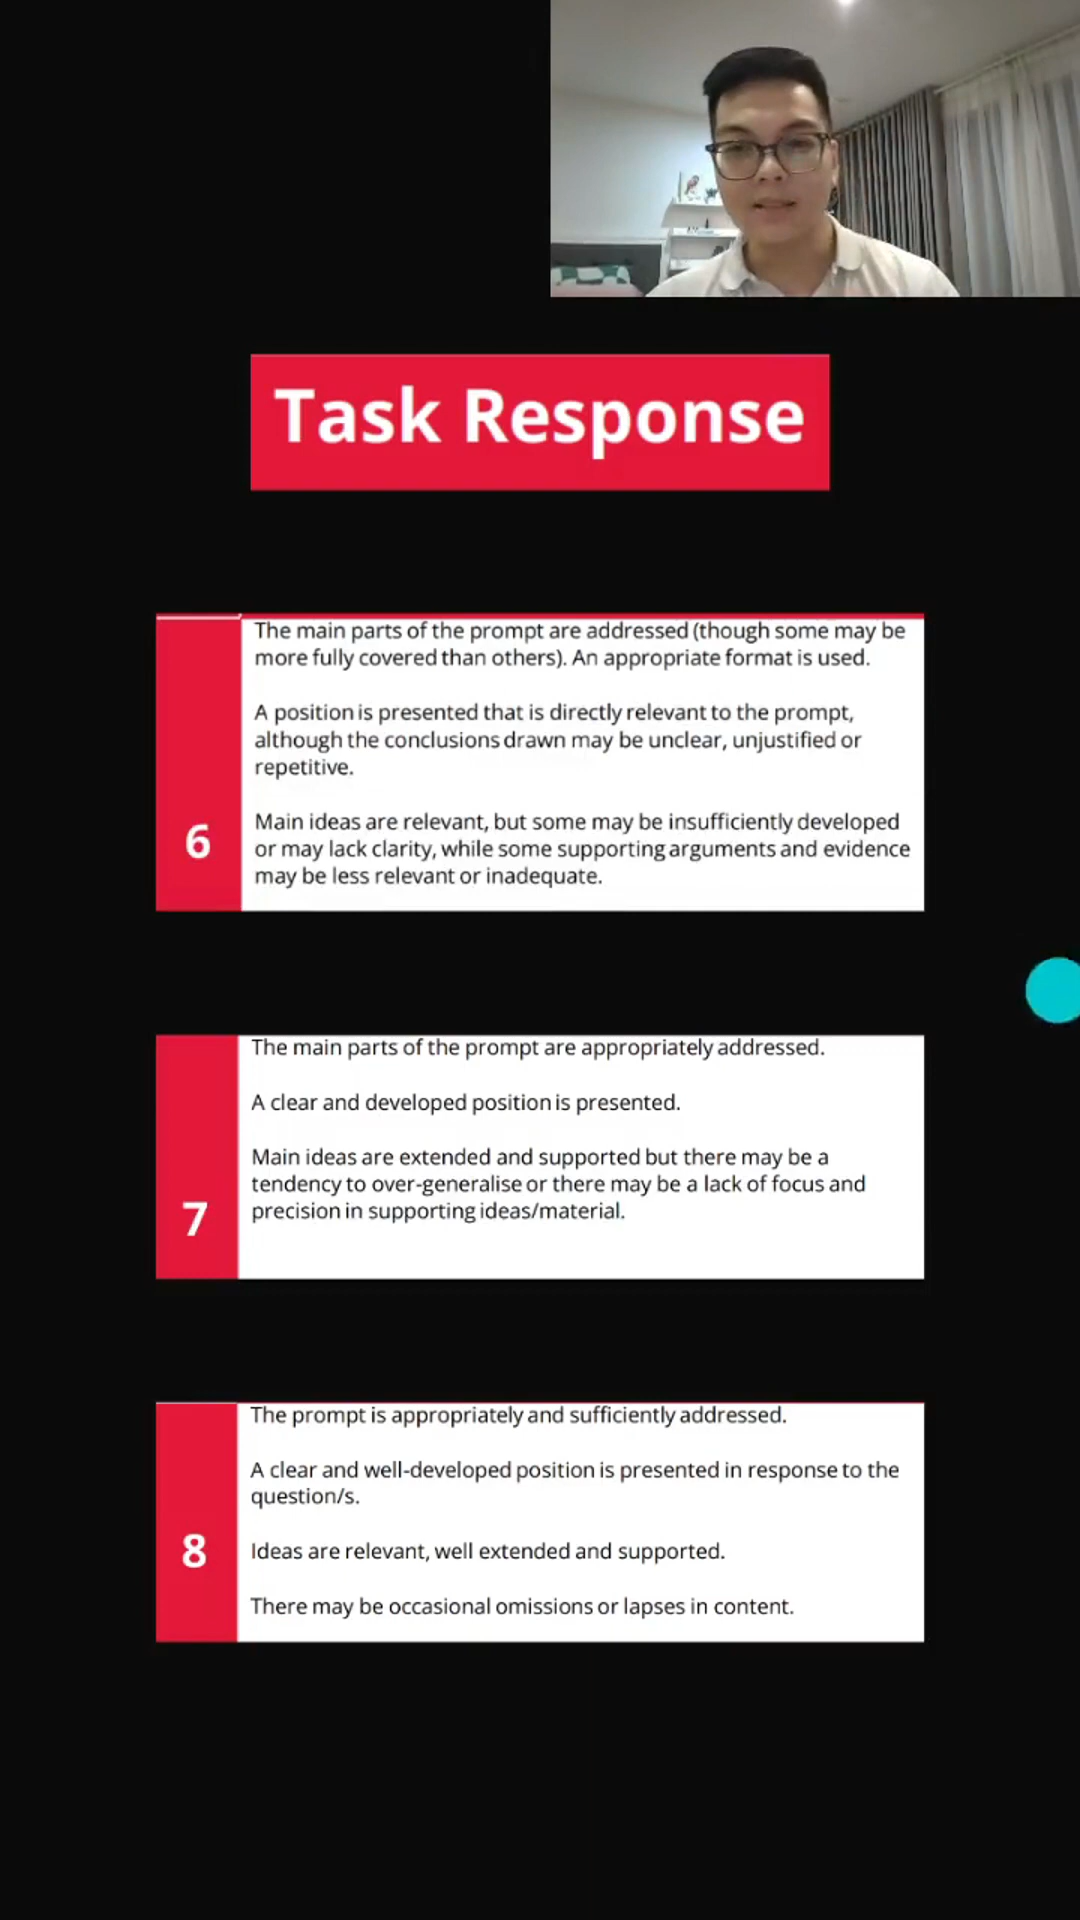 Task Response
The main parts of the prompt are addressed (though some may be
more fully covered than others). An appropriate format is used.
A position is presented that is directly relevant to the prompt,
although the conclusions drawn may be unclear, unjustified or
repetitive.
6
Main ideas are relevant, but some may be insufficiently developed
or may lack clarity, while some supporting arguments and evidence
may be less relevant or inadequate.
The main parts of the prompt are appropriately addressed.
A clear and developed position is presented.
7
Main ideas are extended and supported but there may be a
tendency to over-generalise or there may be a lack of focus and
precision in supporting ideas/material.
The prompt is appropriately and sufficiently addressed.
A clear and well-developed position is presented in response to the
question/s.
8
Ideas are relevant, well extended and supported.
There may be occasional omissions or lapses in content.